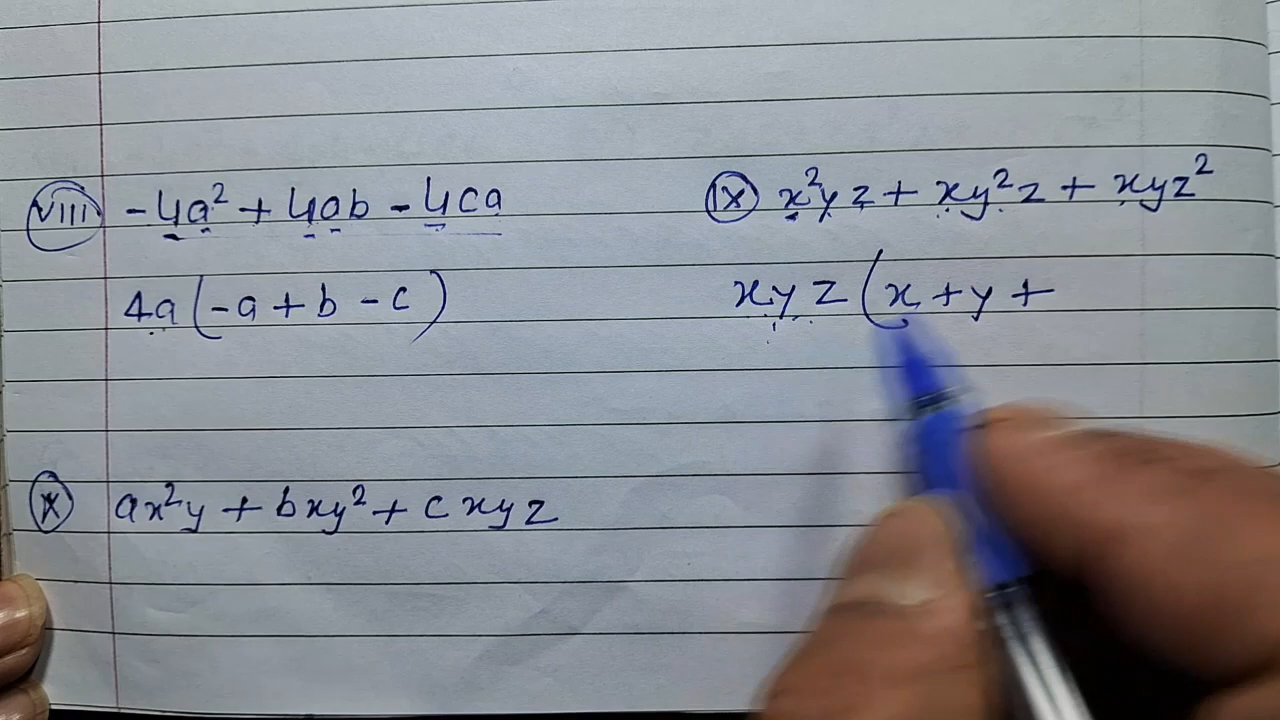 (viii) -4a² + 4ab - 4ca
4a(-a + b - c)
(ix) x²yz + xy²z + xyz²
xyz(x + y +
(x) ax²y + bxy² + cxyz